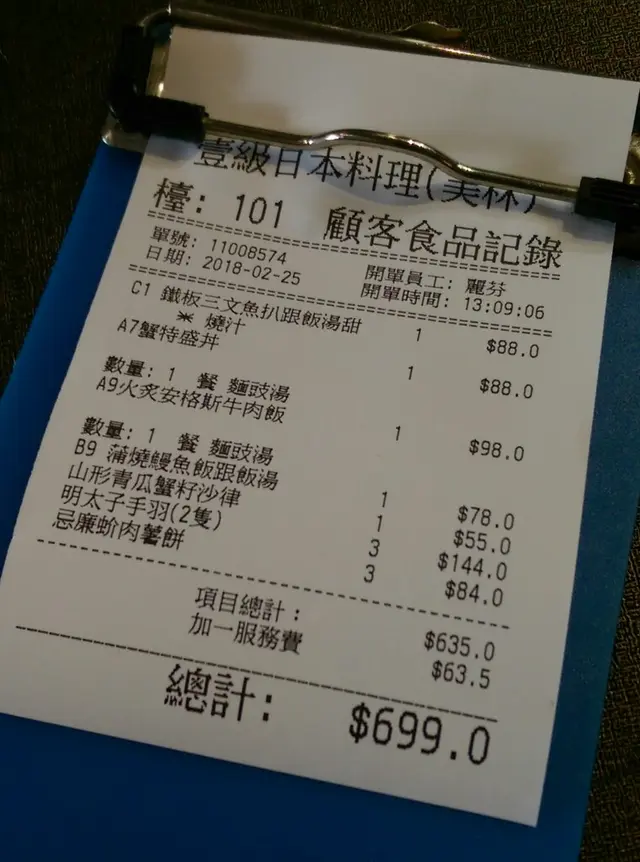 壹級日本料理(美林)
檯: 101 顧客食品記錄
單號: 11008574 開單員工: 麗芬
日期: 2018-02-25 開單時間: 13:09:06
C1 鐵板三文魚扒跟飯湯甜 1 $88.0
* 燒汁
A7蟹特盛丼 1 $88.0
數量: 1 餐 麵豉湯
A9火炙安格斯牛肉飯 1 $98.0
數量: 1 餐 麵豉湯
B9 蒲燒鰻魚飯跟飯湯 1 $78.0
山形青瓜蟹籽沙律 1 $55.0
明太子手羽(2隻) 3 $144.0
忌廉蚧肉薯餅 3 $84.0
項目總計: $635.0
加一服務費 $63.5
總計: $699.0